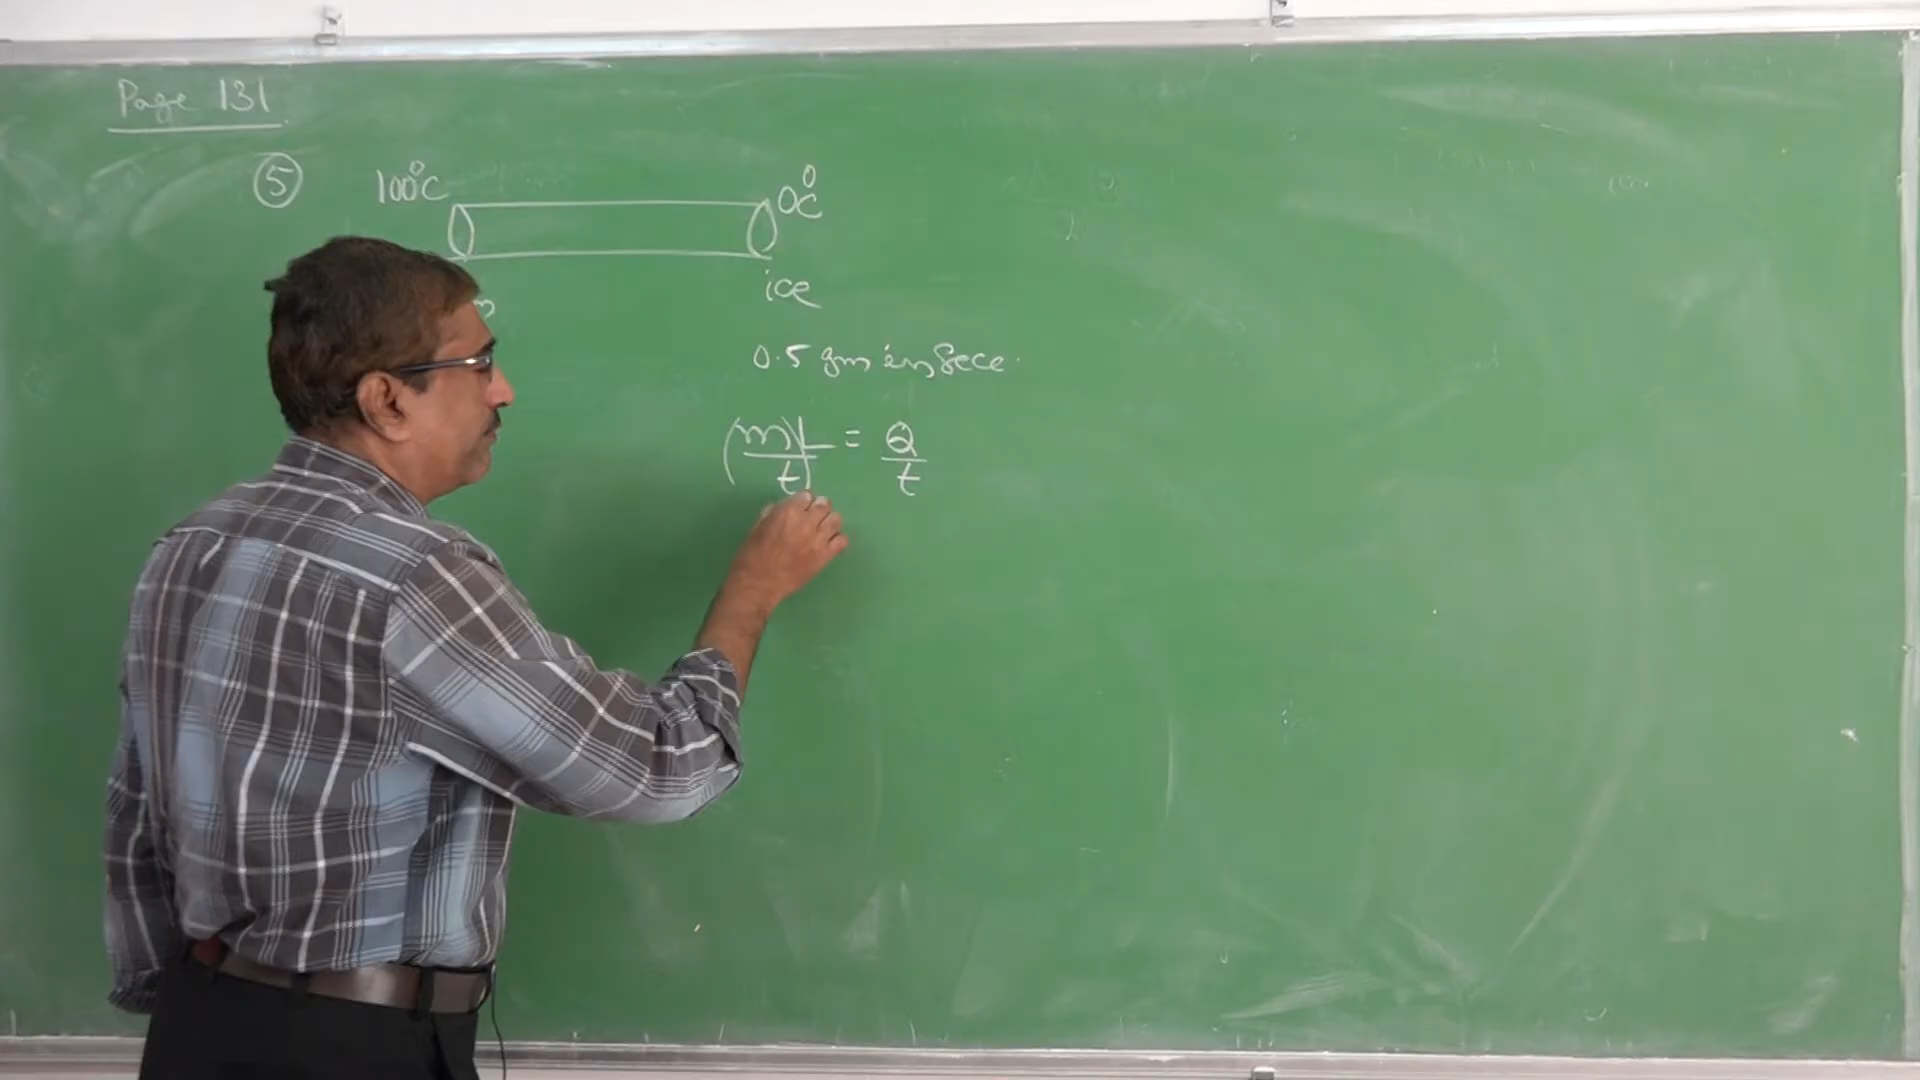 Page 131
5
100°C
0°C
ice
0.5 gm in sec
(m/t)L = Q/t